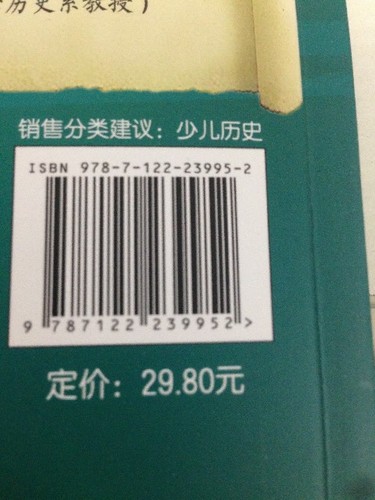 历史系教授）
销售分类建议：少儿历史
ISBN 978-7-122-23995-2
9 787122 239952 >
定价：29.80元